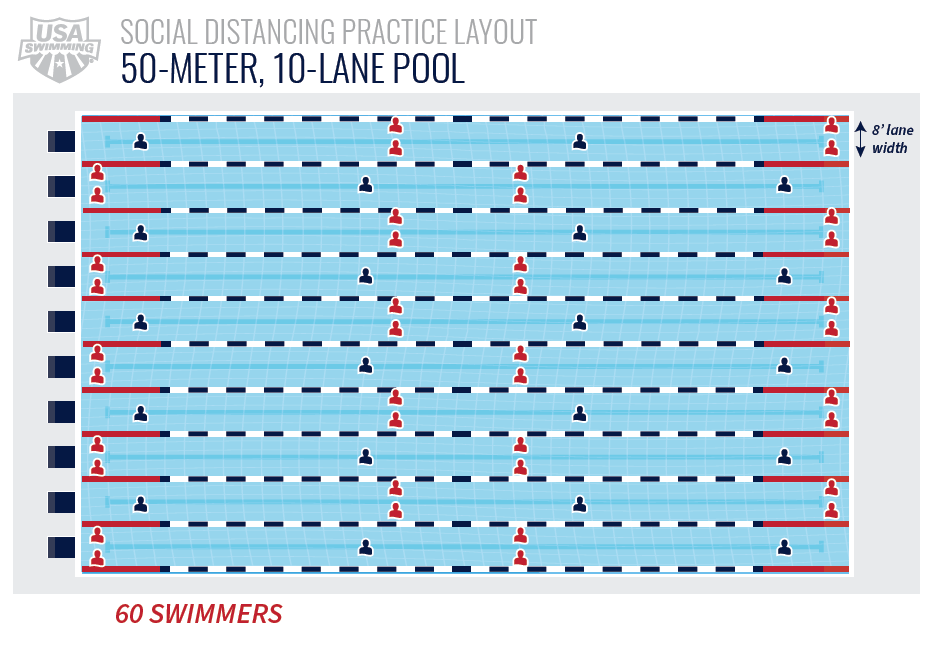 USA
SWIMMING
SOCIAL DISTANCING PRACTICE LAYOUT
50-METER, 10-LANE POOL
8' lane
width
60 SWIMMERS